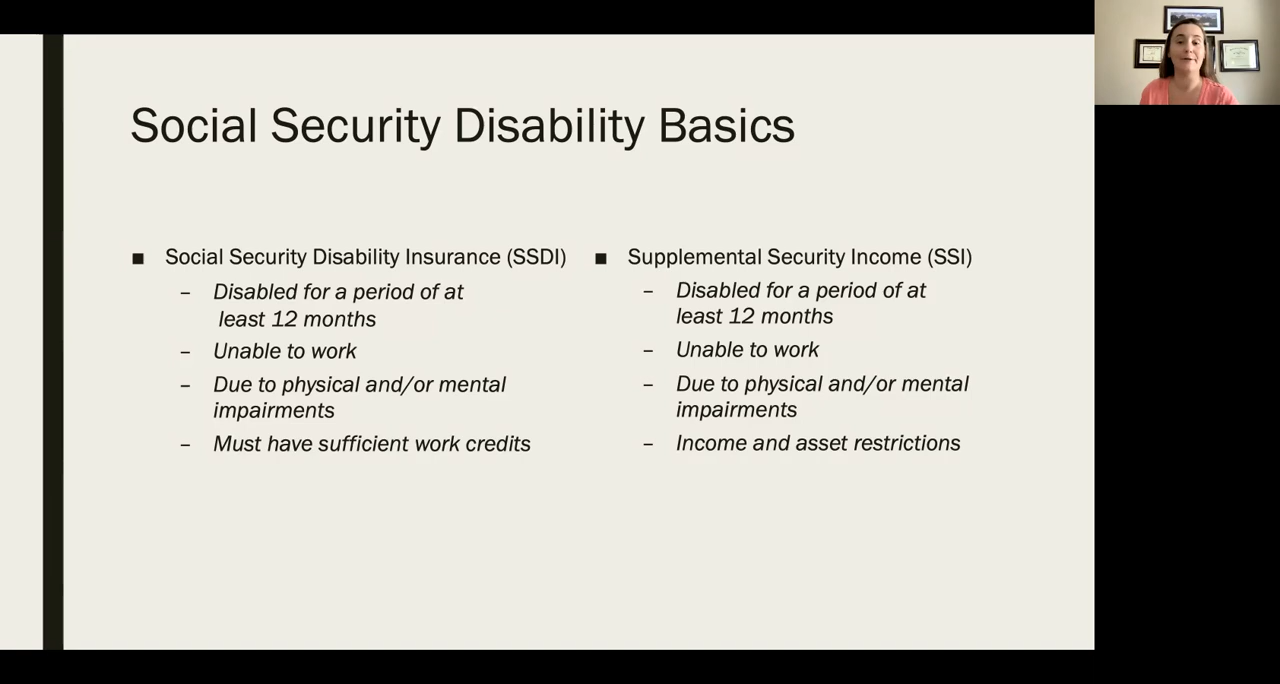 Social Security Disability Basics
■ Social Security Disability Insurance (SSDI)
– Disabled for a period of at
least 12 months
– Unable to work
– Due to physical and/or mental
impairments
– Must have sufficient work credits
■ Supplemental Security Income (SSI)
– Disabled for a period of at
least 12 months
– Unable to work
– Due to physical and/or mental
impairments
– Income and asset restrictions